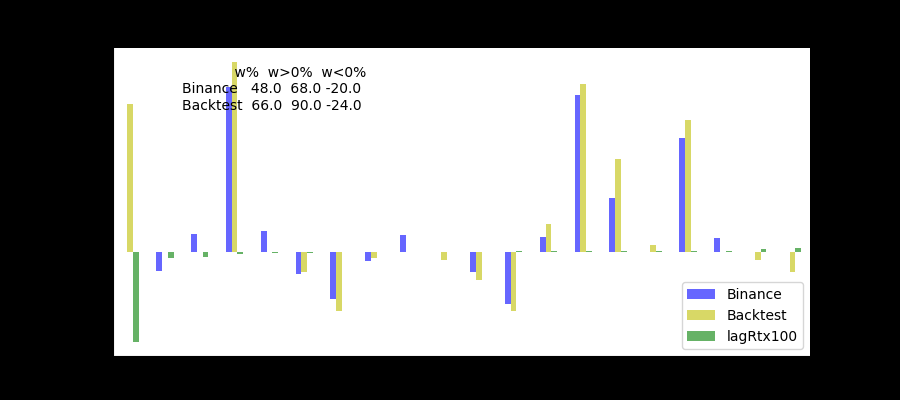 w%  w>0%  w<0%
Binance   48.0  68.0 -20.0
Backtest  66.0  90.0 -24.0
Binance
Backtest
lagRtx100